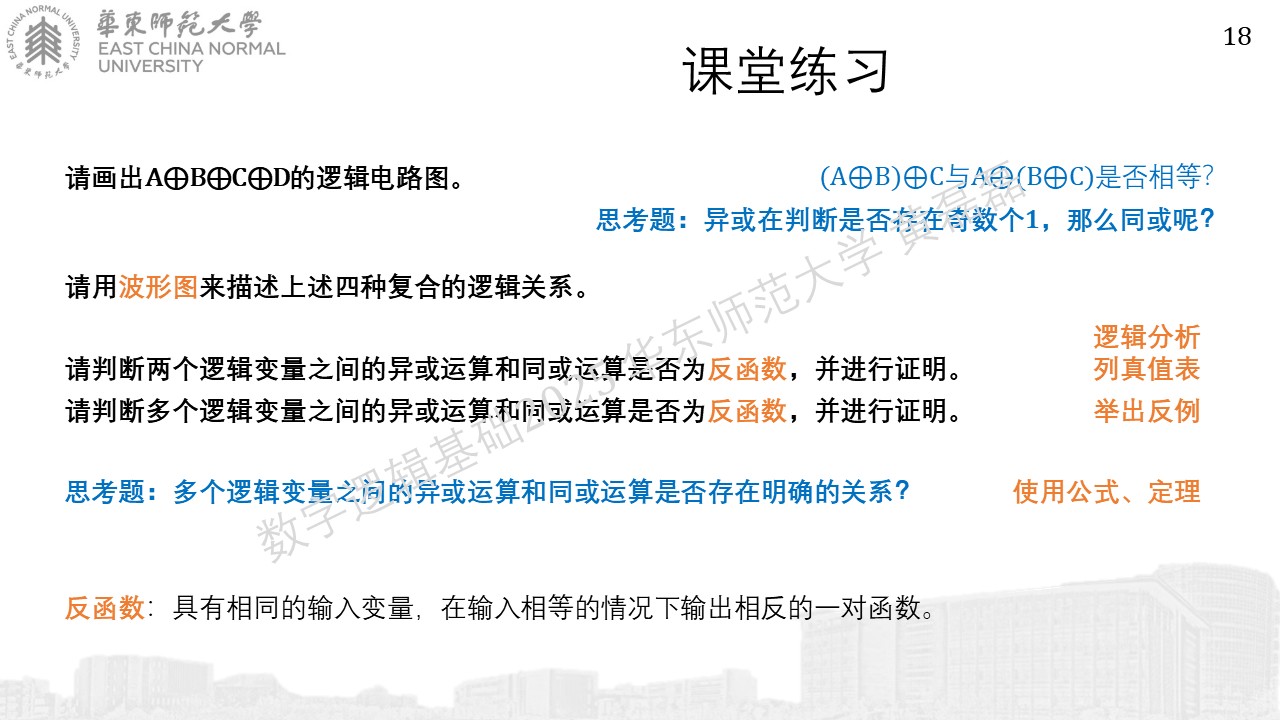 華東師範大學
EAST CHINA NORMAL
UNIVERSITY
18
课堂练习
请画出A⊕B⊕C⊕D的逻辑电路图。
(A⊕B)⊕C与A⊕(B⊕C)是否相等？
思考题：异或在判断是否存在奇数个1，那么同或呢？
请用波形图来描述上述四种复合的逻辑关系。
逻辑分析
请判断两个逻辑变量之间的异或运算和同或运算是否为反函数，并进行证明。
列真值表
请判断多个逻辑变量之间的异或运算和同或运算是否为反函数，并进行证明。
举出反例
思考题：多个逻辑变量之间的异或运算和同或运算是否存在明确的关系？
使用公式、定理
反函数：具有相同的输入变量，在输入相等的情况下输出相反的一对函数。
数字逻辑基础2025 华东师范大学 黄磊磊
EAST CHINA NORMAL UNIVERSITY
華東师范大学